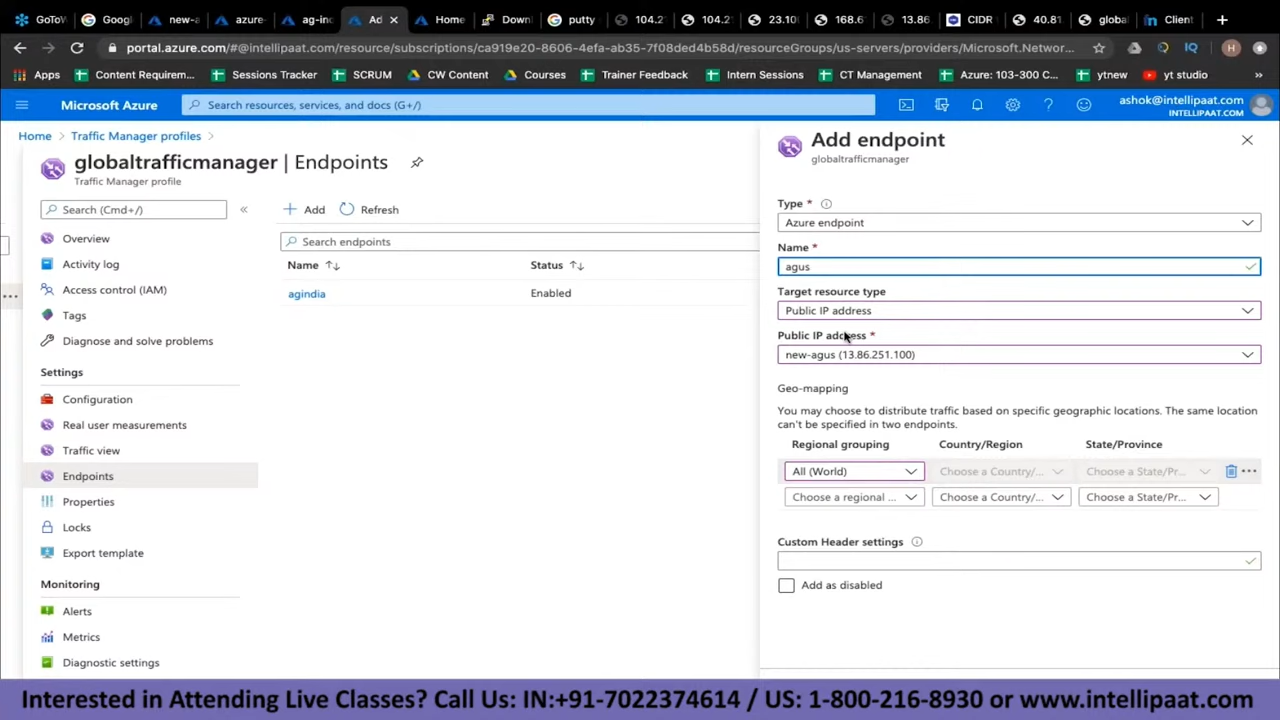 GoToW
Googl
new-a
azure-
ag-inc
Ad
Home
Downl
putty
104.2
104.2
23.10
168.6
13.86
CIDR
40.81
global
Client
portal.azure.com/#@intellipaat.com/resource/subscriptions/ca919e20-8606-4efa-ab35-7f08ded4b58d/resourceGroups/us-servers/providers/Microsoft.Networ...
IQ
H
Apps
Content Requirem...
Sessions Tracker
SCRUM
CW Content
Courses
Trainer Feedback
Intern Sessions
CT Management
Azure: 103-300 C...
ytnew
yt studio
»
Microsoft Azure
Search resources, services, and docs (G+/)
ashok@intellipaat.com
INTELLIPAAT.COM
Home > Traffic Manager profiles >
globaltrafficmanager | Endpoints
Traffic Manager profile
Search (Cmd+/)
«
Overview
Activity log
Access control (IAM)
Tags
Diagnose and solve problems
Settings
Configuration
Real user measurements
Traffic view
Endpoints
Properties
Locks
Export template
Monitoring
Alerts
Metrics
Diagnostic settings
Add
Refresh
Search endpoints
Name
Status
agindia
Enabled
Add endpoint
globaltrafficmanager
Type *
Azure endpoint
Name *
agus
Target resource type
Public IP address
Public IP address *
new-agus (13.86.251.100)
Geo-mapping
You may choose to distribute traffic based on specific geographic locations. The same location
can't be specified in two endpoints.
Regional grouping
Country/Region
State/Province
All (World)
Choose a Country/...
Choose a State/Pr...
Choose a regional ...
Choose a Country/...
Choose a State/Pr...
Custom Header settings
Add as disabled
Interested in Attending Live Classes? Call Us: IN:+91-7022374614 / US: 1-800-216-8930 or www.intellipaat.com